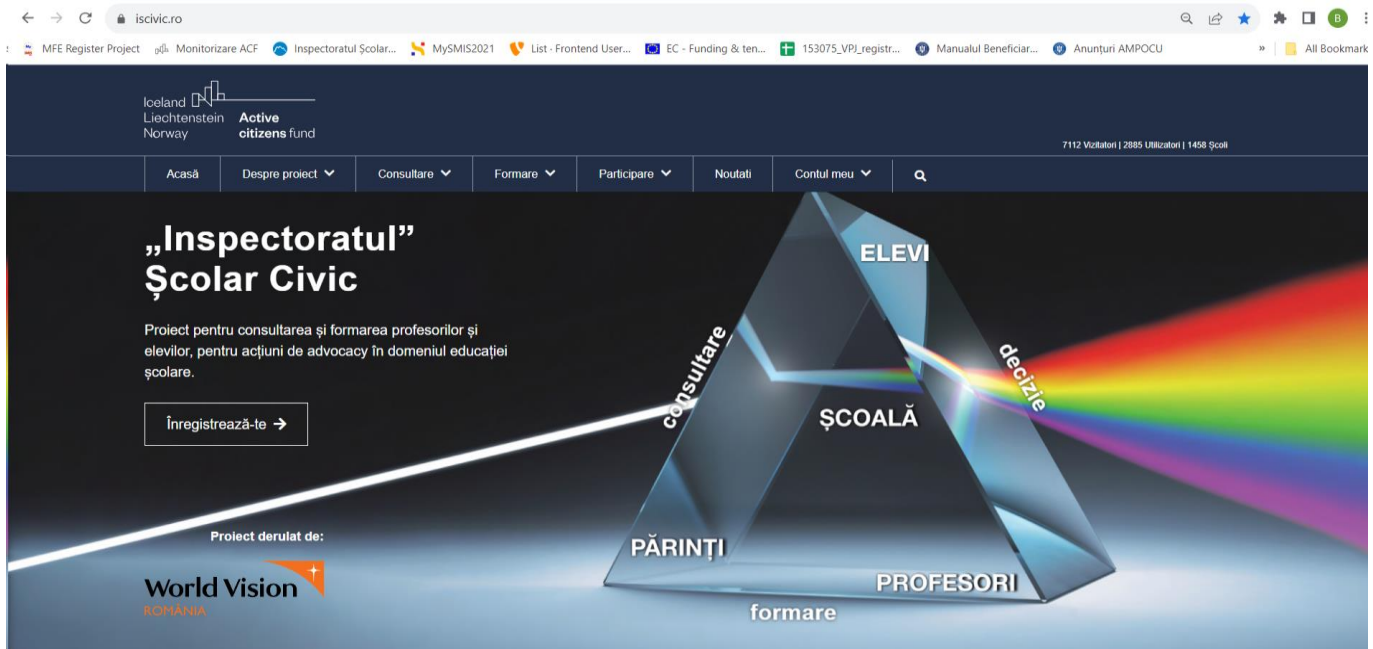 iscivic.ro
B
MFE Register Project Monitorizare ACF Inspectoratul Școlar... MySMIS2021 List - Frontend User... EC - Funding & ten... 153075_VPJ_registr... Manualul Beneficiar... Anunțuri AMPOCU » All Bookmark
Iceland
Liechtenstein Active
Norway citizens fund
7112 Vizitatori | 2885 Utilizatori | 1458 Școli
Acasă Despre proiect Consultare Formare Participare Noutati Contul meu
„Inspectoratul”
Școlar Civic
Proiect pentru consultarea și formarea profesorilor și
elevilor, pentru acțiuni de advocacy în domeniul educației
școlare.
Înregistrează-te →
ELEVI
consultare
decizie
ȘCOALĂ
PĂRINȚI
PROFESORI
formare
Proiect derulat de:
World Vision
ROMÂNIA